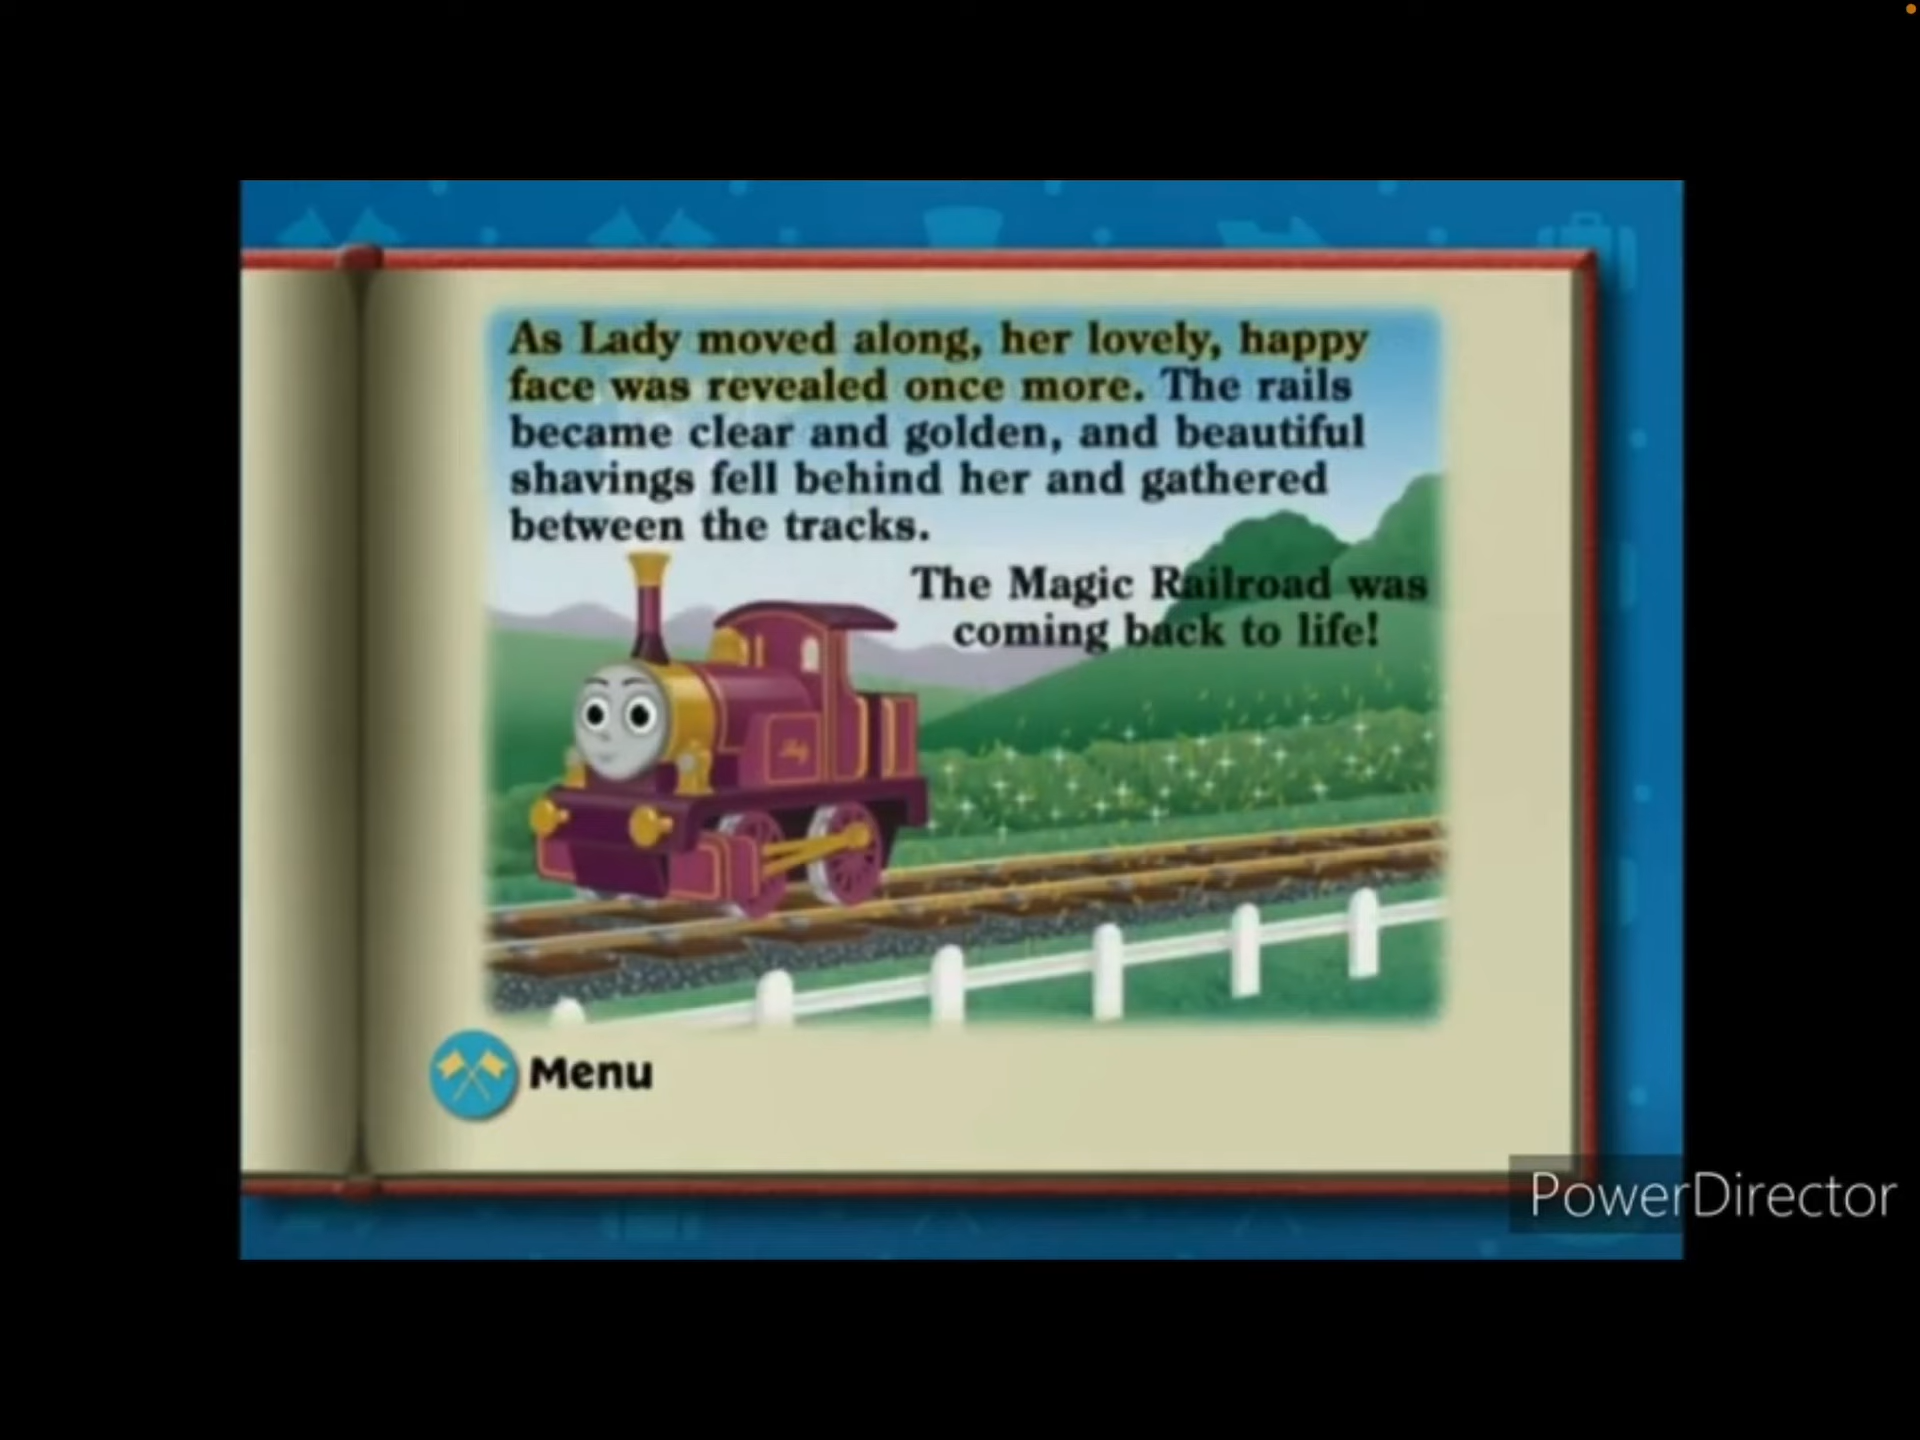 As Lady moved along, her lovely, happy
face was revealed once more. The rails
became clear and golden, and beautiful
shavings fell behind her and gathered
between the tracks.
The Magic Railroad was
coming back to life!
Lady
Menu
PowerDirector